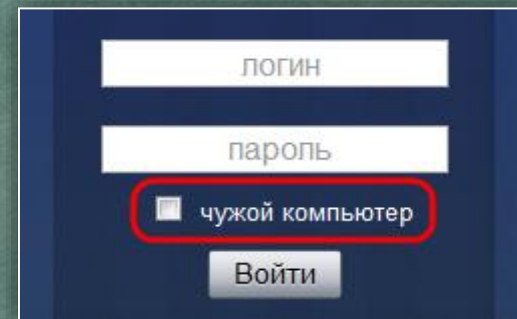 логин
пароль
чужой компьютер
Войти